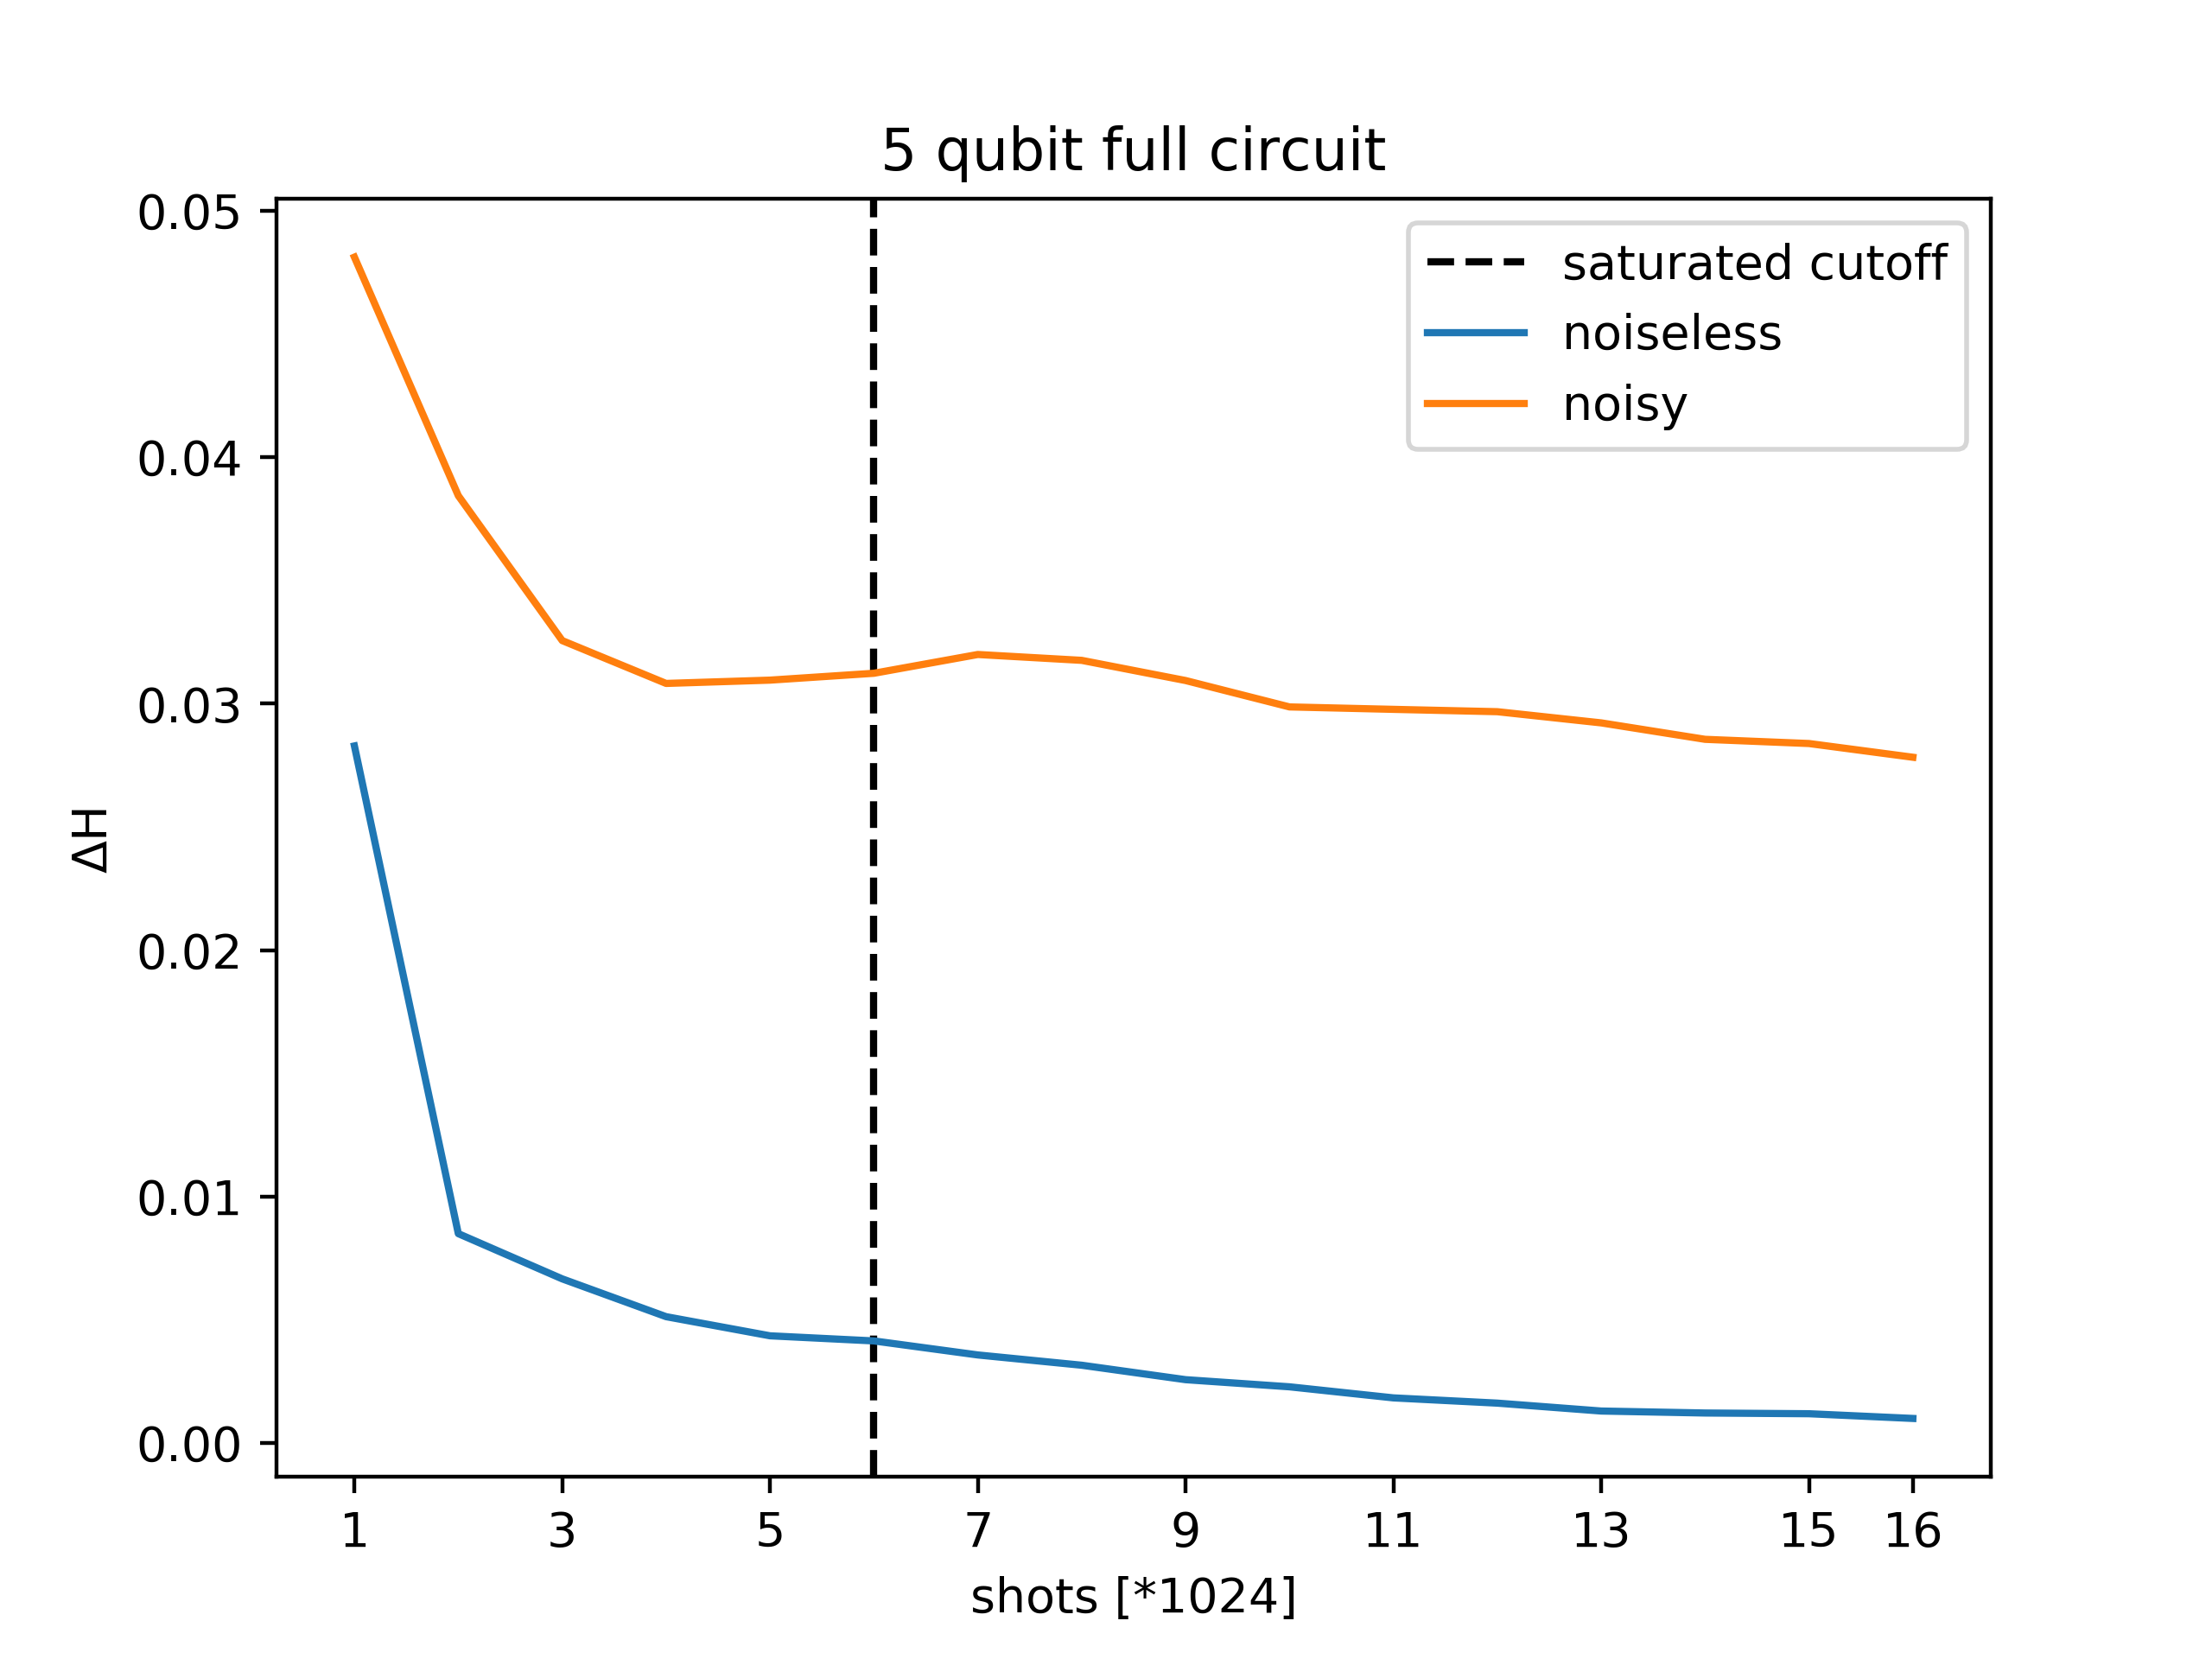 5 qubit full circuit
0.05
0.04
0.03
0.02
0.01
0.00
ΔH
saturated cutoff
noiseless
noisy
1 3 5 7 9 11 13 15 16
shots [*1024]